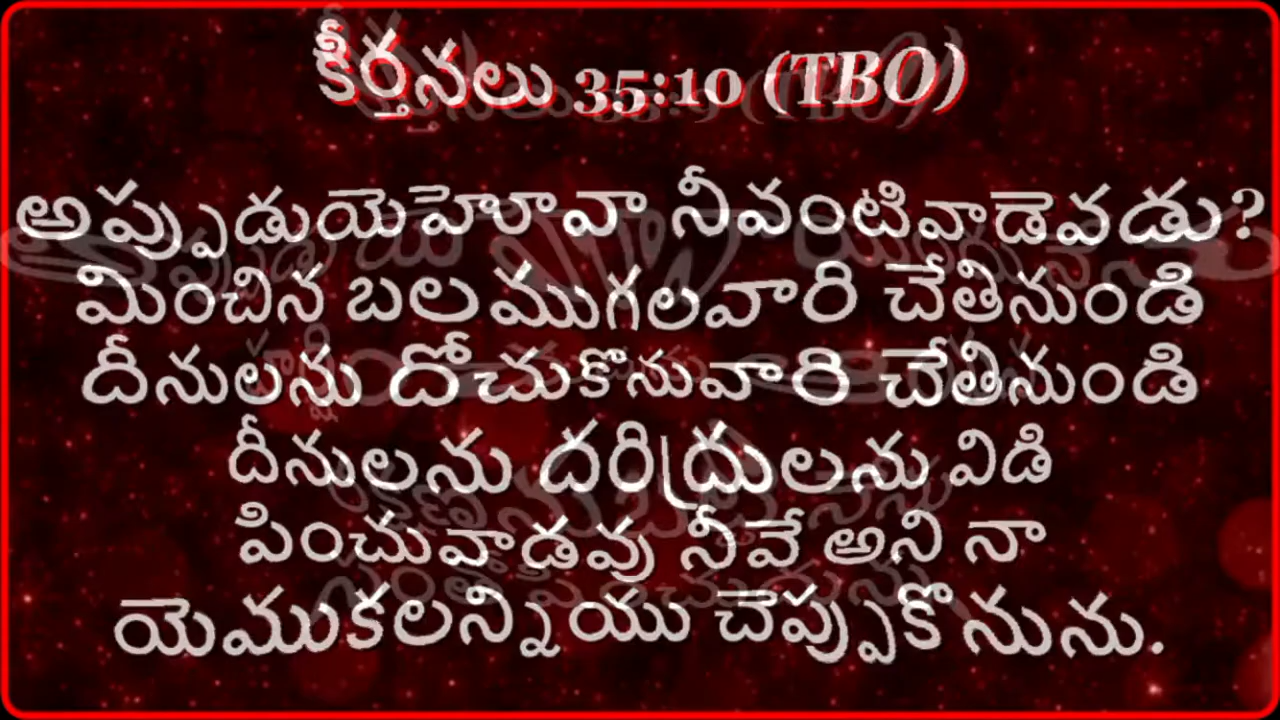 కీర్తనలు 35:10 (TBO)
అప్పుడుయెహోవా నీవంటివాడెవడు?
మించిన బలముగలవారి చేతినుండి
దీనులను దోచుకొనువారి చేతినుండి
దీనులను దరిద్రులను విడి
పించువాడవు నీవే అని నా
యెముకలన్నియు చెప్పుకొనును.